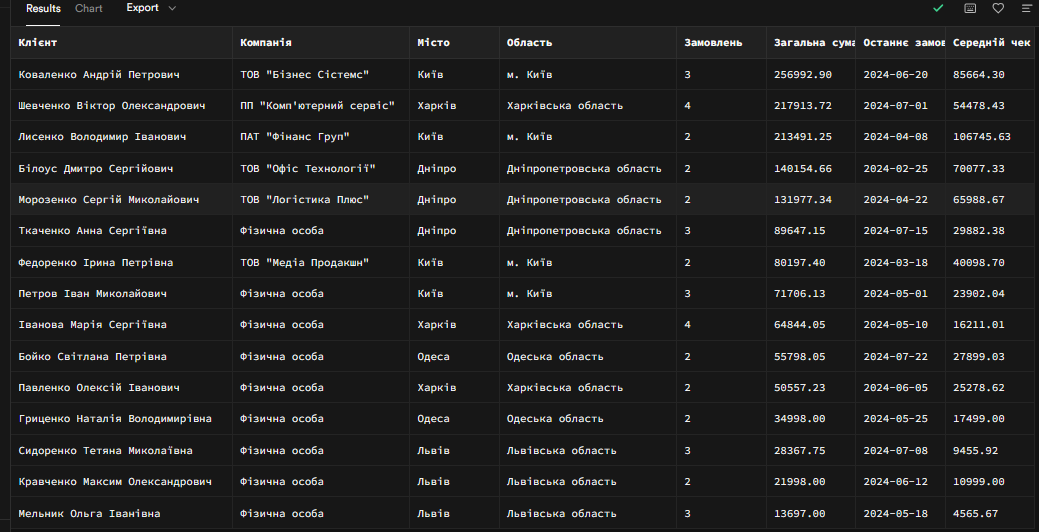 Results Chart Export
Клієнт Компанія Місто Область Замовлень Загальна сума Останнє замов Середній чек
Коваленко Андрій Петрович ТОВ "Бізнес Сістемс" Київ м. Київ 3 256992.90 2024-06-20 85664.30
Шевченко Віктор Олександрович ПП "Комп'ютерний сервіс" Харків Харківська область 4 217913.72 2024-07-01 54478.43
Лисенко Володимир Іванович ПАТ "Фінанс Груп" Київ м. Київ 2 213491.25 2024-04-08 106745.63
Білоус Дмитро Сергійович ТОВ "Офіс Технології" Дніпро Дніпропетровська область 2 140154.66 2024-02-25 70077.33
Морозенко Сергій Миколайович ТОВ "Логістика Плюс" Дніпро Дніпропетровська область 2 131977.34 2024-04-22 65988.67
Ткаченко Анна Сергіївна Фізична особа Дніпро Дніпропетровська область 3 89647.15 2024-07-15 29882.38
Федоренко Ірина Петрівна ТОВ "Медіа Продакшн" Київ м. Київ 2 80197.40 2024-03-18 40098.70
Петров Іван Миколайович Фізична особа Київ м. Київ 3 71706.13 2024-05-01 23902.04
Іванова Марія Сергіївна Фізична особа Харків Харківська область 4 64844.05 2024-05-10 16211.01
Бойко Світлана Петрівна Фізична особа Одеса Одеська область 2 55798.05 2024-07-22 27899.03
Павленко Олексій Іванович Фізична особа Харків Харківська область 2 50557.23 2024-06-05 25278.62
Гриценко Наталія Володимирівна Фізична особа Одеса Одеська область 2 34998.00 2024-05-25 17499.00
Сидоренко Тетяна Миколаївна Фізична особа Львів Львівська область 3 28367.75 2024-07-08 9455.92
Кравченко Максим Олександрович Фізична особа Львів Львівська область 2 21998.00 2024-06-12 10999.00
Мельник Ольга Іванівна Фізична особа Львів Львівська область 3 13697.00 2024-05-18 4565.67